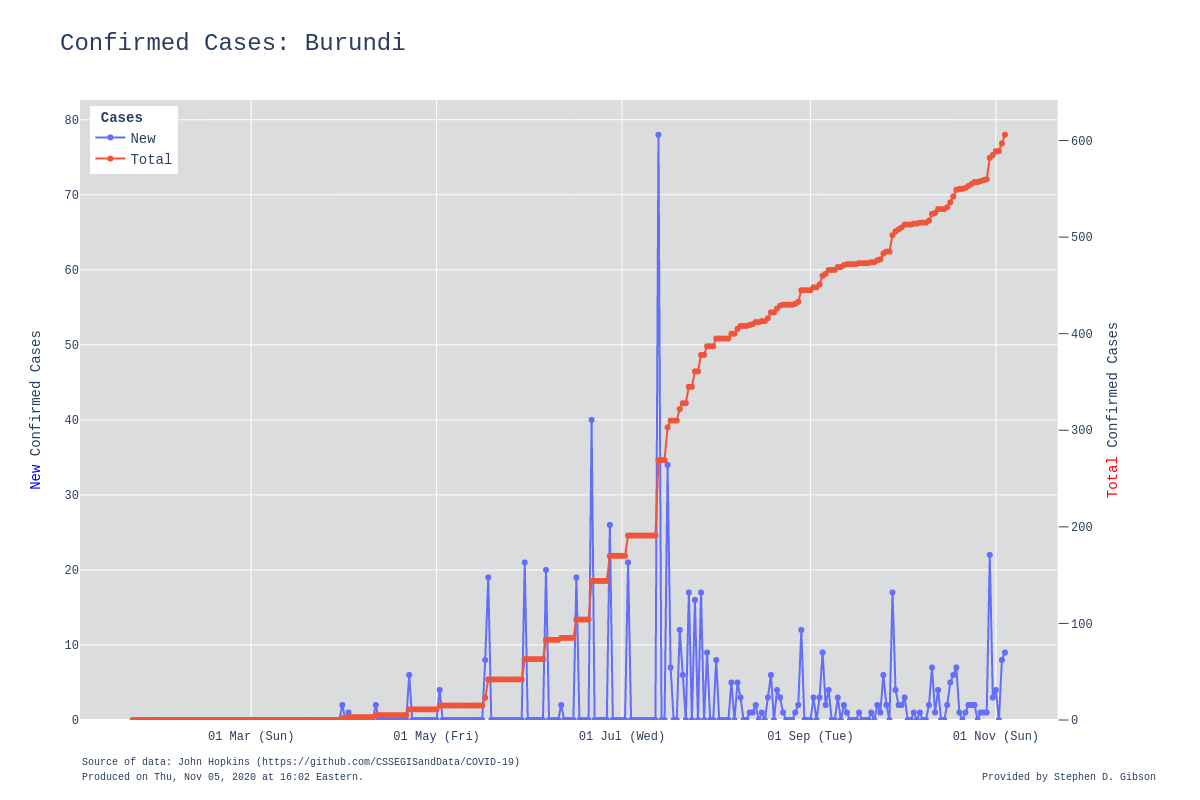 Confirmed Cases: Burundi
Cases
New
Total
80
70
60
50
40
30
20
10
0
New Confirmed Cases
600
500
400
300
200
100
0
Total Confirmed Cases
01 Mar (Sun)
01 May (Fri)
01 Jul (Wed)
01 Sep (Tue)
01 Nov (Sun)
Source of data: John Hopkins (https://github.com/CSSEGISandData/COVID-19)
Produced on Thu, Nov 05, 2020 at 16:02 Eastern.
Provided by Stephen D. Gibson